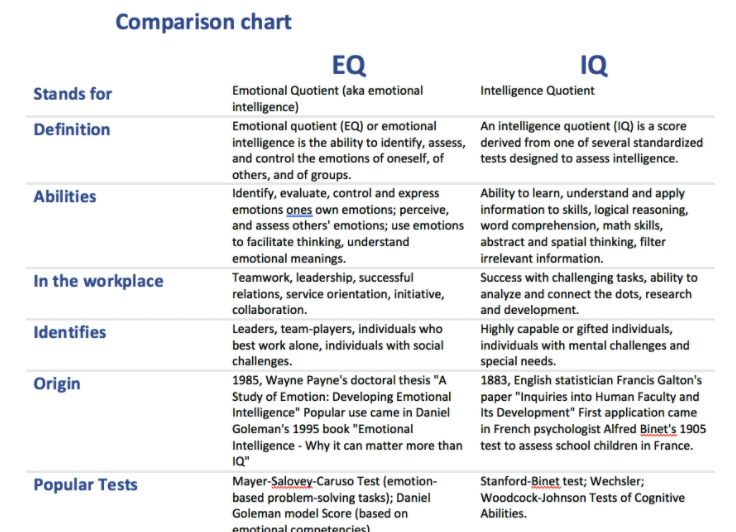 Comparison chart
EQ
IQ
Stands for
Emotional Quotient (aka emotional
intelligence)
Intelligence Quotient
Definition
Emotional quotient (EQ) or emotional
intelligence is the ability to identify, assess,
and control the emotions of oneself, of
others, and of groups.
An intelligence quotient (IQ) is a score
derived from one of several standardized
tests designed to assess intelligence.
Abilities
Identify, evaluate, control and express
emotions ones own emotions; perceive,
and assess others' emotions; use emotions
to facilitate thinking, understand
emotional meanings.
Ability to learn, understand and apply
information to skills, logical reasoning,
word comprehension, math skills,
abstract and spatial thinking, filter
irrelevant information.
In the workplace
Teamwork, leadership, successful
relations, service orientation, initiative,
collaboration.
Success with challenging tasks, ability to
analyze and connect the dots, research
and development.
Identifies
Leaders, team-players, individuals who
best work alone, individuals with social
challenges.
Highly capable or gifted individuals,
individuals with mental challenges and
special needs.
Origin
1985, Wayne Payne's doctoral thesis "A
Study of Emotion: Developing Emotional
Intelligence" Popular use came in Daniel
Goleman's 1995 book "Emotional
Intelligence - Why it can matter more than
IQ"
1883, English statistician Francis Galton's
paper "Inquiries into Human Faculty and
Its Development" First application came
in French psychologist Alfred Binet's 1905
test to assess school children in France.
Popular Tests
Mayer-Salovey-Caruso Test (emotion-
based problem-solving tasks); Daniel
Goleman model Score (based on
emotional competencies)
Stanford-Binet test; Wechsler;
Woodcock-Johnson Tests of Cognitive
Abilities.